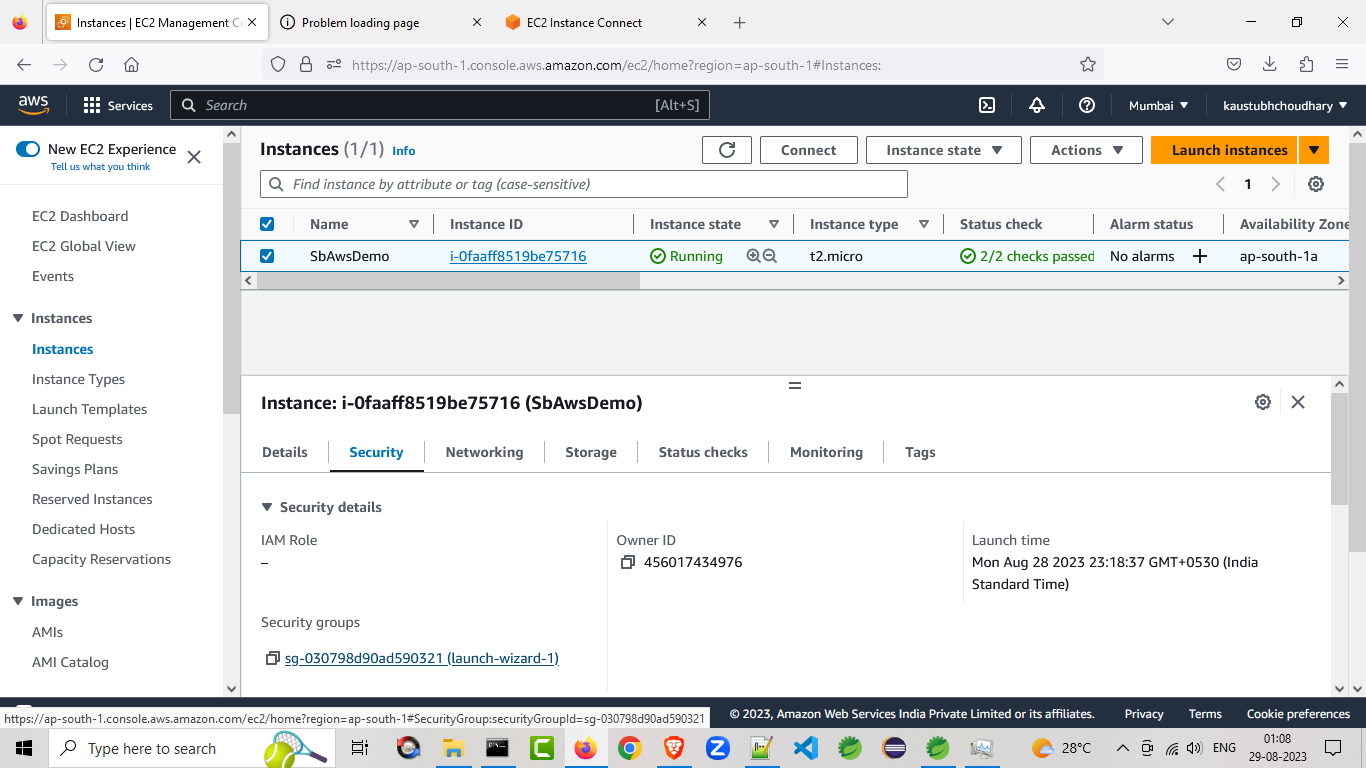 Instances | EC2 Management Co
Problem loading page
EC2 Instance Connect
https://ap-south-1.console.aws.amazon.com/ec2/home?region=ap-south-1#Instances:
aws
Services
Search
[Alt+S]
Mumbai
kaustubhchoudhary
New EC2 Experience
Tell us what you think
EC2 Dashboard
EC2 Global View
Events
Instances
Instances
Instance Types
Launch Templates
Spot Requests
Savings Plans
Reserved Instances
Dedicated Hosts
Capacity Reservations
Images
AMIs
AMI Catalog
Instances (1/1) Info
Connect
Instance state
Actions
Launch instances
Find instance by attribute or tag (case-sensitive)
1
Name Instance ID Instance state Instance type Status check Alarm status Availability Zone
SbAwsDemo i-0faaff8519be75716 Running t2.micro 2/2 checks passed No alarms ap-south-1a
Instance: i-0faaff8519be75716 (SbAwsDemo)
Details Security Networking Storage Status checks Monitoring Tags
Security details
IAM Role
–
Owner ID
456017434976
Launch time
Mon Aug 28 2023 23:18:37 GMT+0530 (India
Standard Time)
Security groups
sg-030798d90ad590321 (launch-wizard-1)
https://ap-south-1.console.aws.amazon.com/ec2/home?region=ap-south-1#SecurityGroup:securityGroupId=sg-030798d90ad590321
© 2023, Amazon Web Services India Private Limited or its affiliates.
Privacy Terms Cookie preferences
Type here to search
28°C
ENG
01:08
29-08-2023